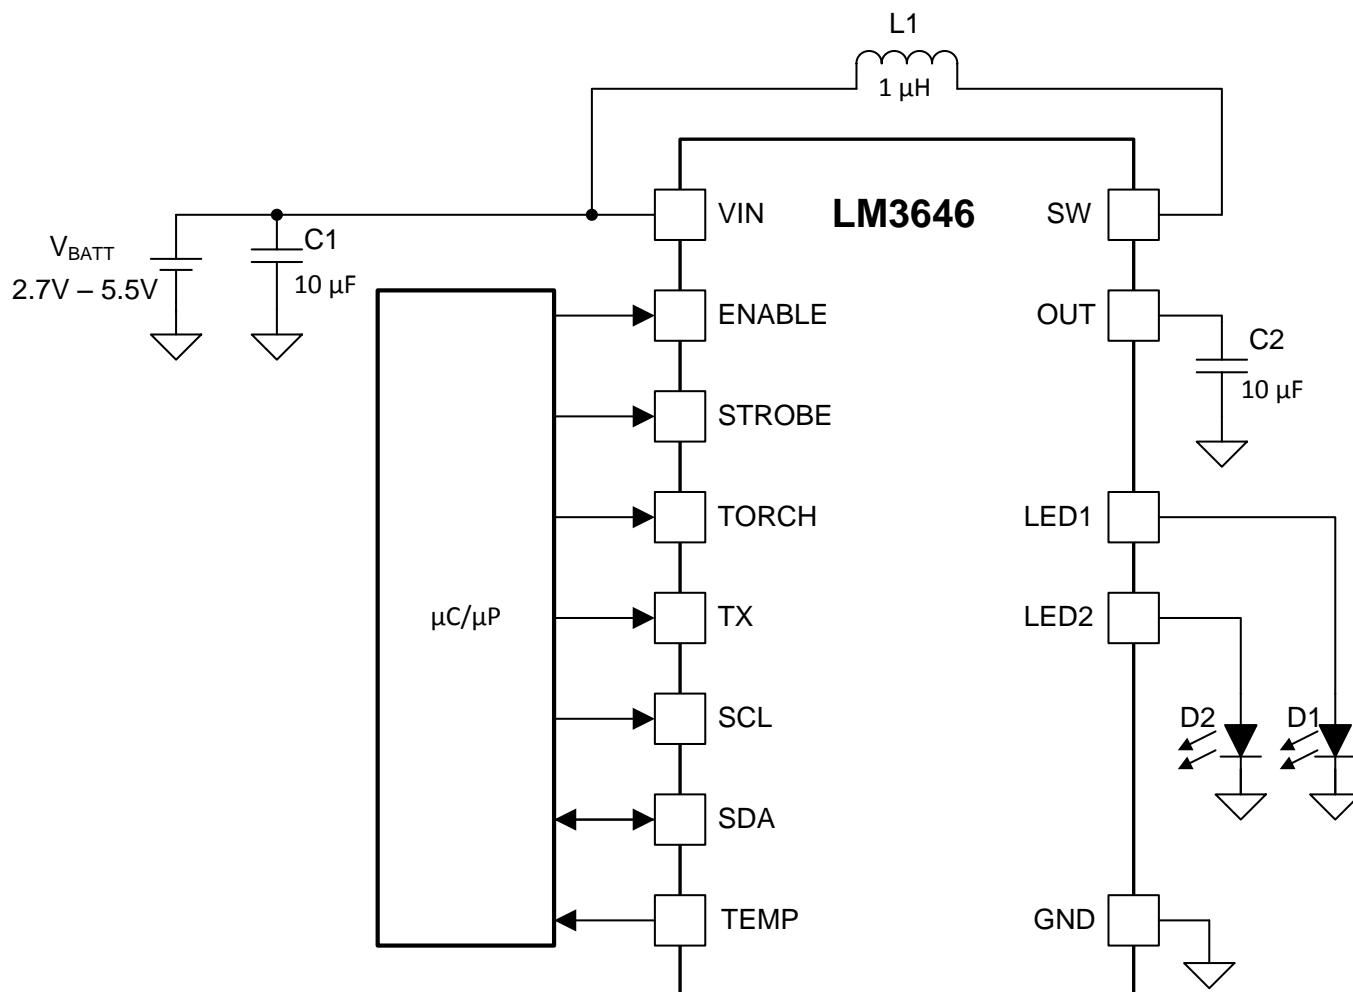 L1
1 µH
VIN
LM3646
SW
V_BATT
2.7V – 5.5V
C1
10 µF
ENABLE
OUT
C2
10 µF
STROBE
TORCH
LED1
µC/µP
TX
LED2
SCL
D2
D1
SDA
TEMP
GND